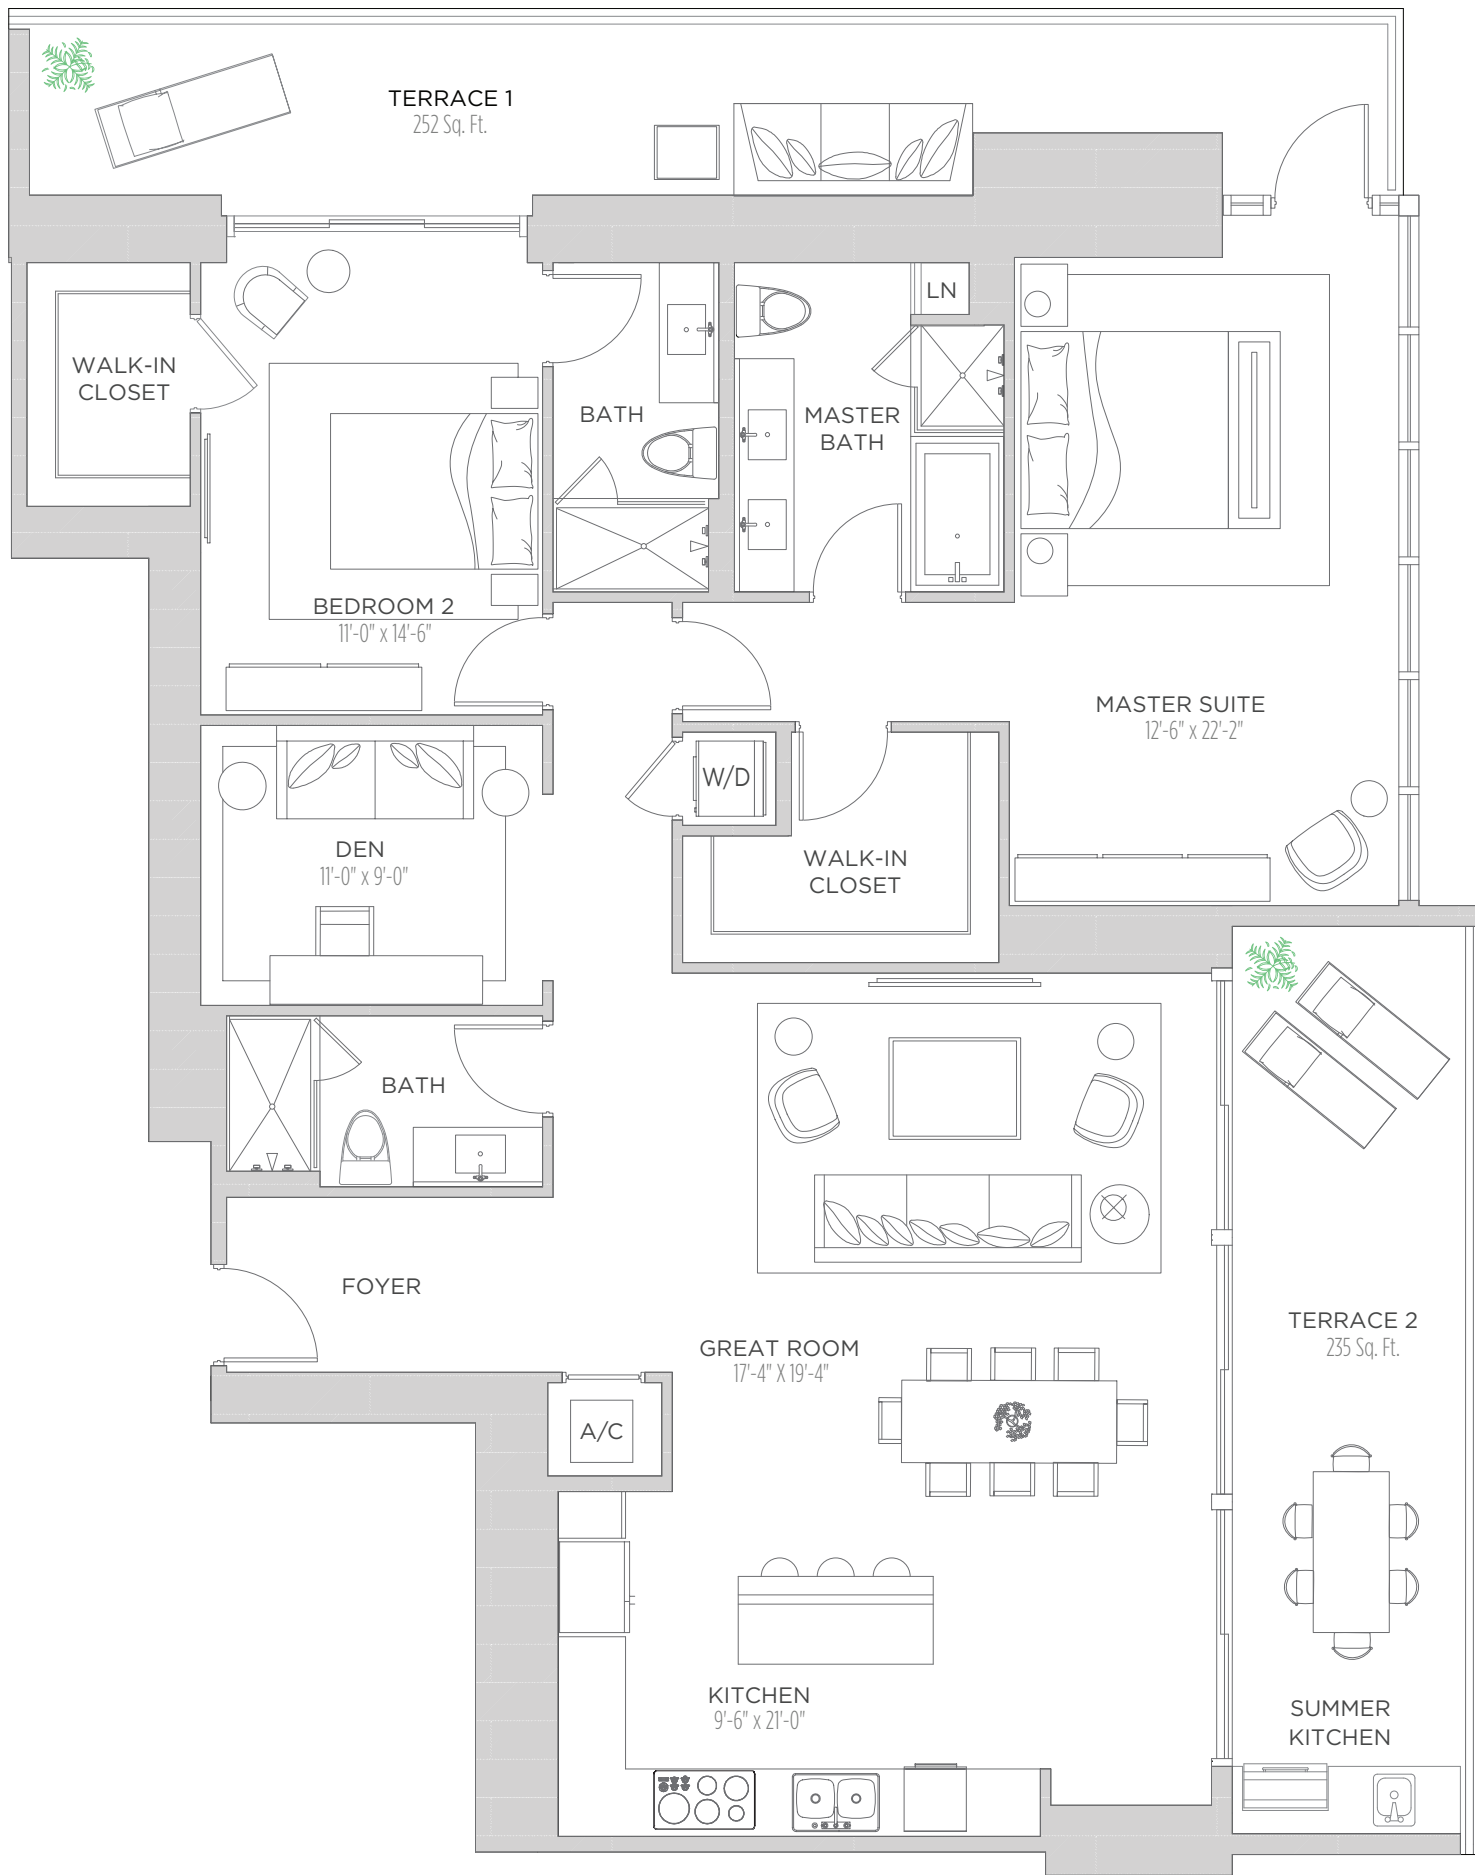 TERRACE 1
252 Sq. Ft.
WALK-IN
CLOSET
BATH
MASTER
BATH
LN
BEDROOM 2
11'-0" x 14'-6"
MASTER SUITE
12'-6" x 22'-2"
W/D
DEN
11'-0" x 9'-0"
WALK-IN
CLOSET
BATH
FOYER
GREAT ROOM
17'-4" X 19'-4"
TERRACE 2
235 Sq. Ft.
A/C
KITCHEN
9'-6" x 21'-0"
SUMMER
KITCHEN